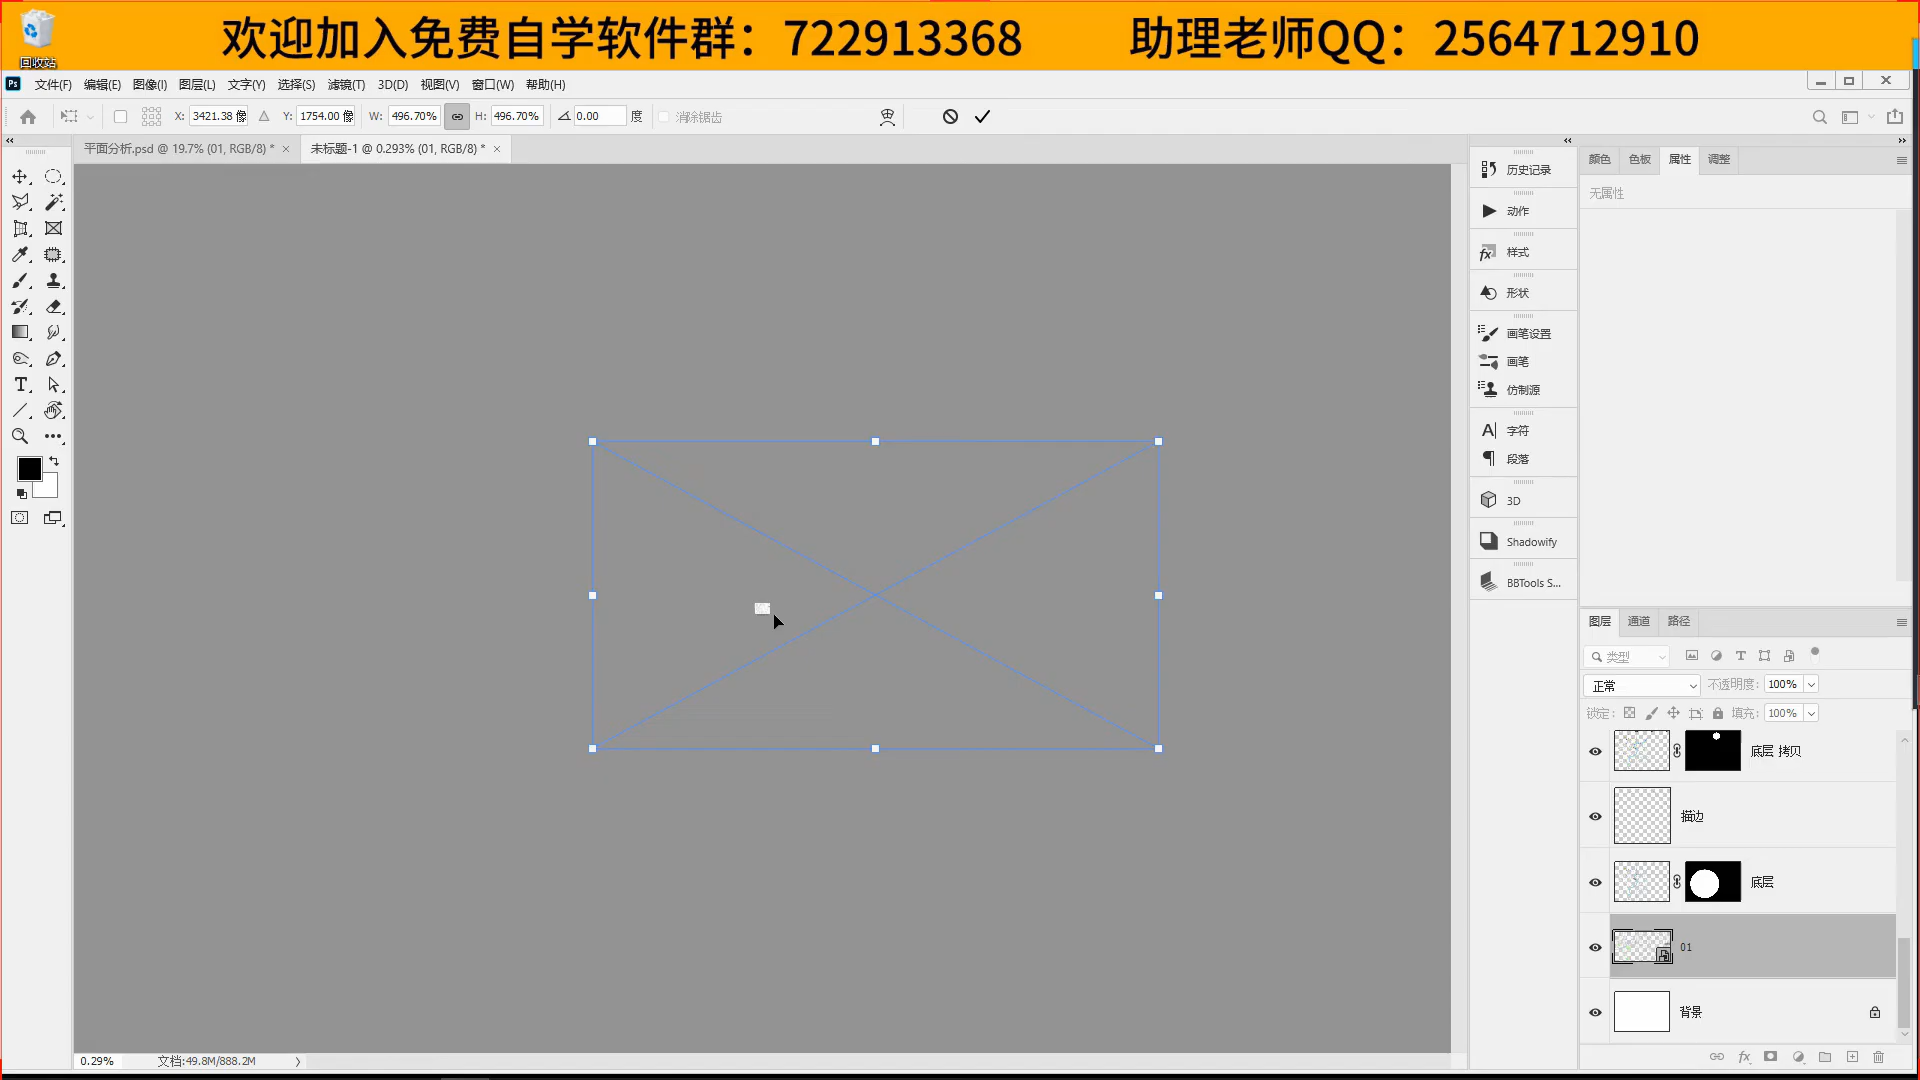 欢迎加入免费自学软件群：722913368 助理老师QQ：2564712910
回收站
Ps 文件(F) 编辑(E) 图像(I) 图层(L) 文字(Y) 选择(S) 滤镜(T) 3D(D) 视图(V) 窗口(W) 帮助(H)
X: 3421.38 像 Y: 1754.00 像 W: 496.70% H: 496.70% 0.00 度 消除锯齿
平面分析.psd @ 19.7% (01, RGB/8) * × 未标题-1 @ 0.293% (01, RGB/8) * ×
颜色 色板 属性 调整
无属性
历史记录
动作
样式
形状
画笔设置
画笔
仿制源
字符
段落
3D
Shadowify
BBTools S...
图层 通道 路径
类型
正常 不透明度: 100%
锁定: 填充: 100%
底层 拷贝
描边
底层
01
背景
0.29% 文档:49.8M/888.2M